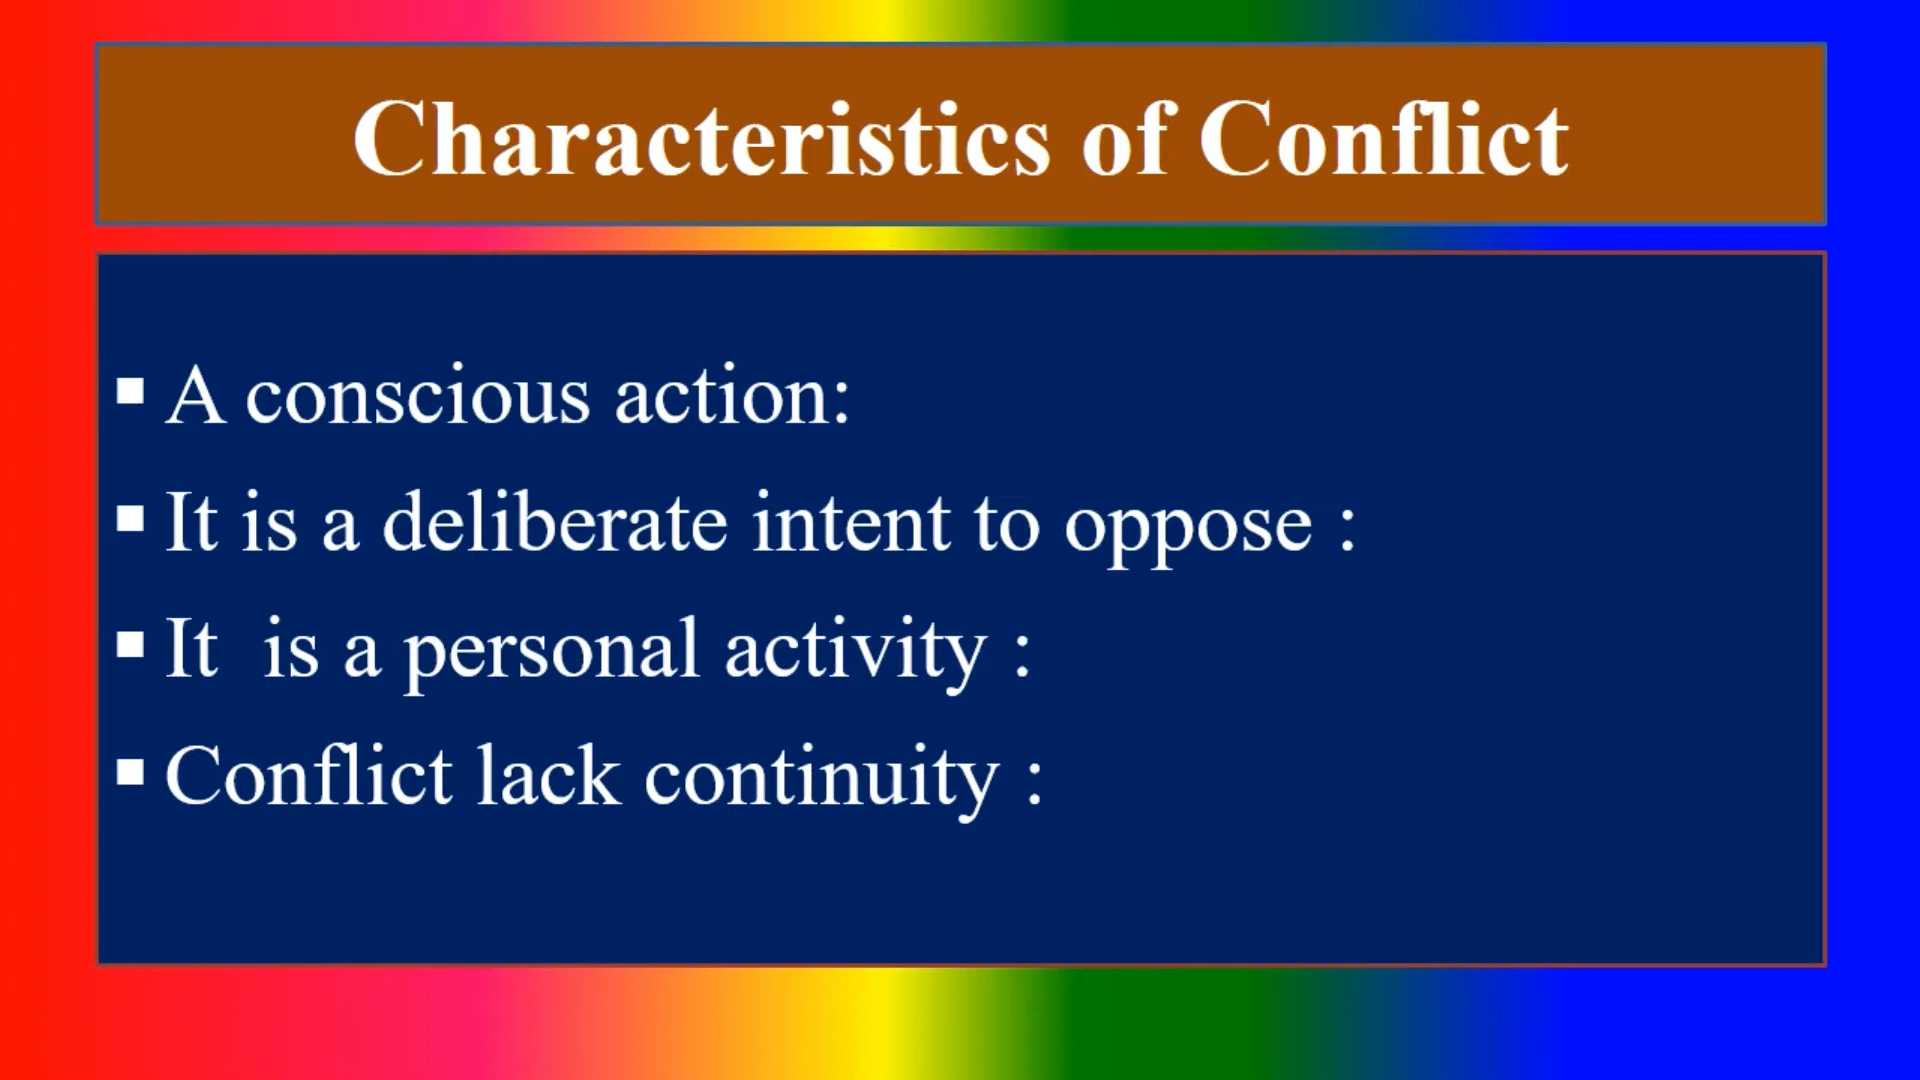 Characteristics of Conflict
▪ A conscious action:
▪ It is a deliberate intent to oppose :
▪ It  is a personal activity :
▪ Conflict lack continuity :